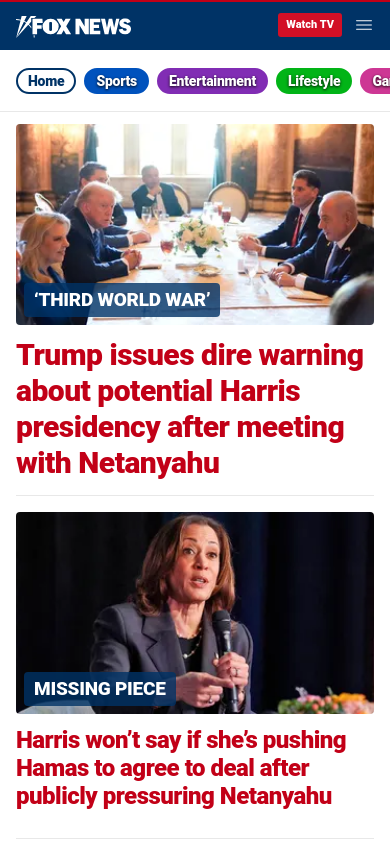 FOX NEWS
Watch TV
Home
Sports
Entertainment
Lifestyle
‘THIRD WORLD WAR’
Trump issues dire warning
about potential Harris
presidency after meeting
with Netanyahu
MISSING PIECE
Harris won’t say if she’s pushing
Hamas to agree to deal after
publicly pressuring Netanyahu